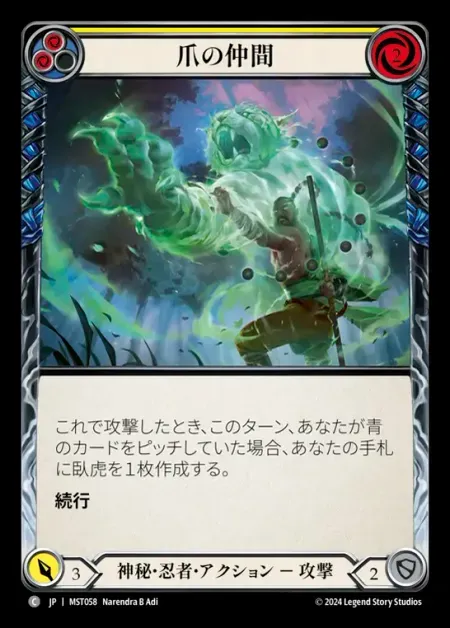 2
爪の仲間
これで攻撃したとき、このターン、あなたが青
のカードをピッチしていた場合、あなたの手札
に臥虎を1枚作成する。
続行
3
神秘・忍者・アクション ー 攻撃
2
C JP | MST058 Narendra B Adi
© 2024 Legend Story Studios